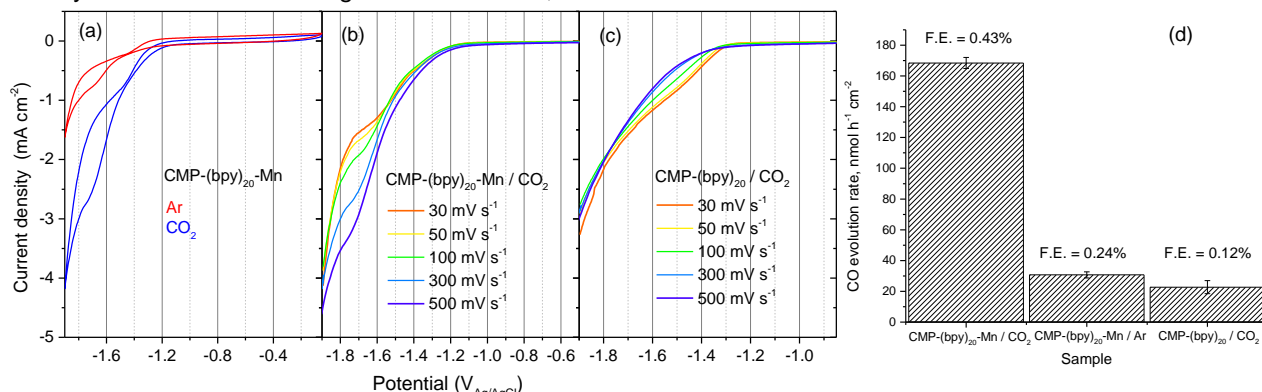 (a)
(b)
(c)
(d)
Current density (mA cm⁻²)
0
-1
-2
-3
-4
-5
CMP-(bpy)₂₀-Mn
Ar
CO₂
-1.6
-1.2
-0.8
-0.4
CMP-(bpy)₂₀-Mn / CO₂
30 mV s⁻¹
50 mV s⁻¹
100 mV s⁻¹
300 mV s⁻¹
500 mV s⁻¹
-1.8
-1.6
-1.4
-1.2
-1.0
-0.8
CMP-(bpy)₂₀ / CO₂
30 mV s⁻¹
50 mV s⁻¹
100 mV s⁻¹
300 mV s⁻¹
500 mV s⁻¹
-1.8
-1.6
-1.4
-1.2
-1.0
Potential (V
CO evolution rate, nmol h⁻¹ cm⁻²
180
160
140
120
100
80
60
40
20
0
F.E. = 0.43%
F.E. = 0.24%
F.E. = 0.12%
CMP-(bpy)₂₀-Mn / CO₂
CMP-(bpy)₂₀-Mn / Ar
CMP-(bpy)₂₀ / CO₂
Sample